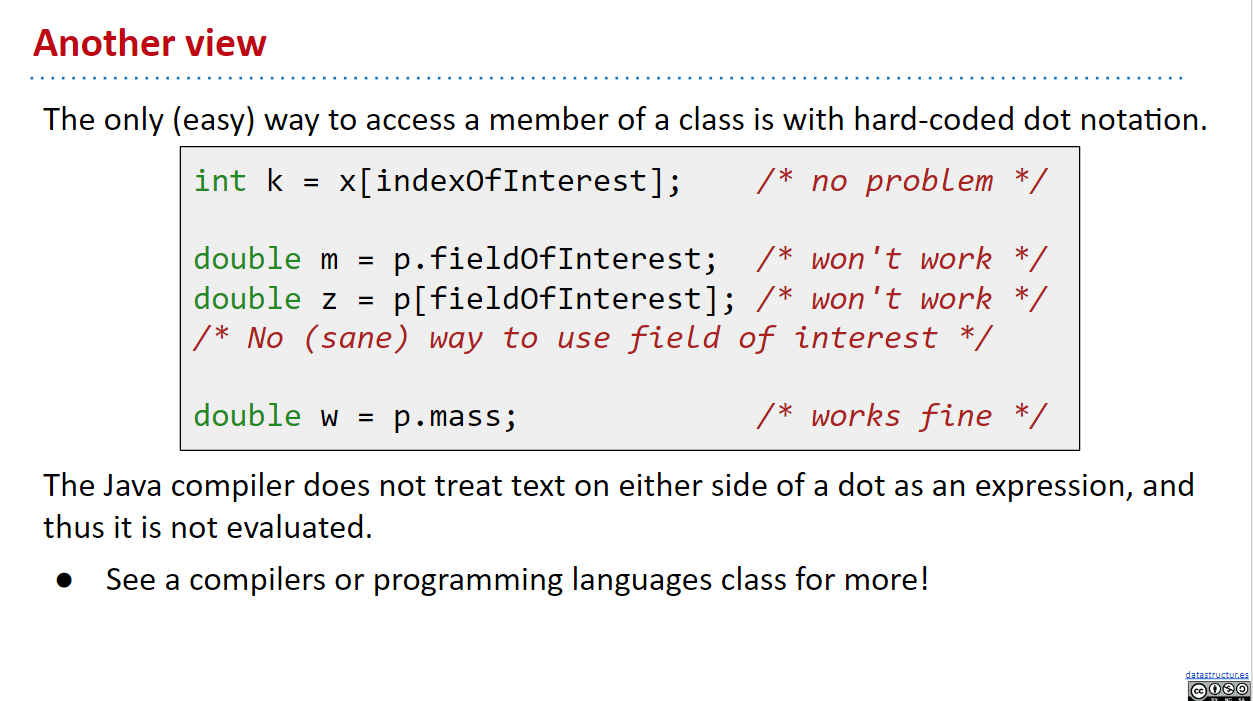 Another view
The only (easy) way to access a member of a class is with hard-coded dot notation.
int k = x[indexOfInterest];    /* no problem */
double m = p.fieldOfInterest;  /* won't work */
double z = p[fieldOfInterest]; /* won't work */
/* No (sane) way to use field of interest */
double w = p.mass;             /* works fine */
The Java compiler does not treat text on either side of a dot as an expression, and
thus it is not evaluated.
● See a compilers or programming languages class for more!
datastructur.es
cc